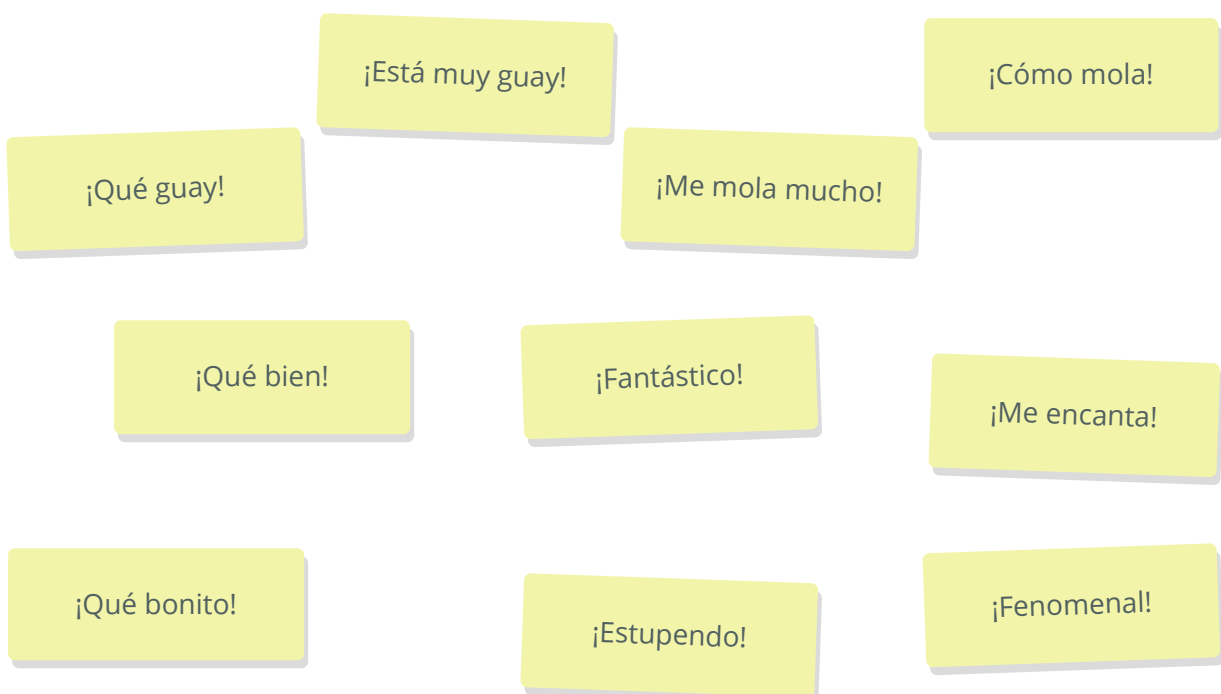 ¡Está muy guay!
¡Cómo mola!
¡Qué guay!
¡Me mola mucho!
¡Qué bien!
¡Fantástico!
¡Me encanta!
¡Qué bonito!
¡Estupendo!
¡Fenomenal!